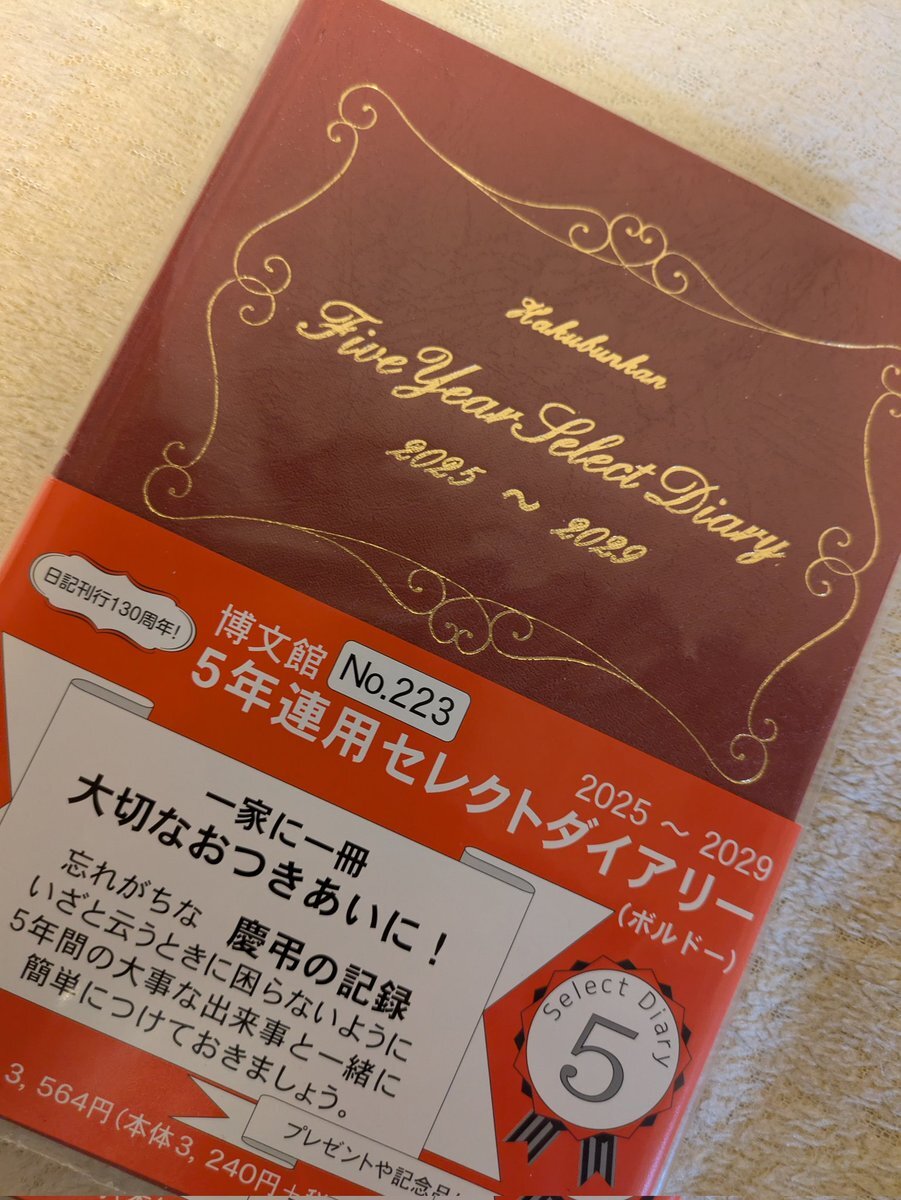 Hakubunkan
Five Year Select Diary
2025 ~ 2029
日記刊行130周年!
博文館 No.223
5年連用セレクトダイアリー
2025 ~ 2029
(ボルドー)
一家に一冊
大切なおつきあいに!
忘れがちな 慶弔の記録
いざと云うときに困らないように
5年間の大事な出来事と一緒に
簡単につけておきましょう。
Select Diary
5
3,564円(本体3,240円+税
プレゼントや記念品